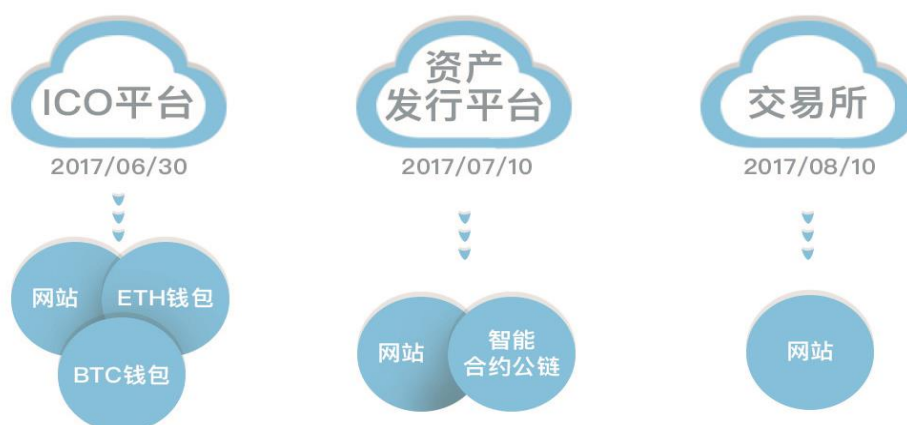 ICO平台
2017/06/30
网站
ETH钱包
BTC钱包
资产
发行平台
2017/07/10
网站
智能
合约公链
交易所
2017/08/10
网站